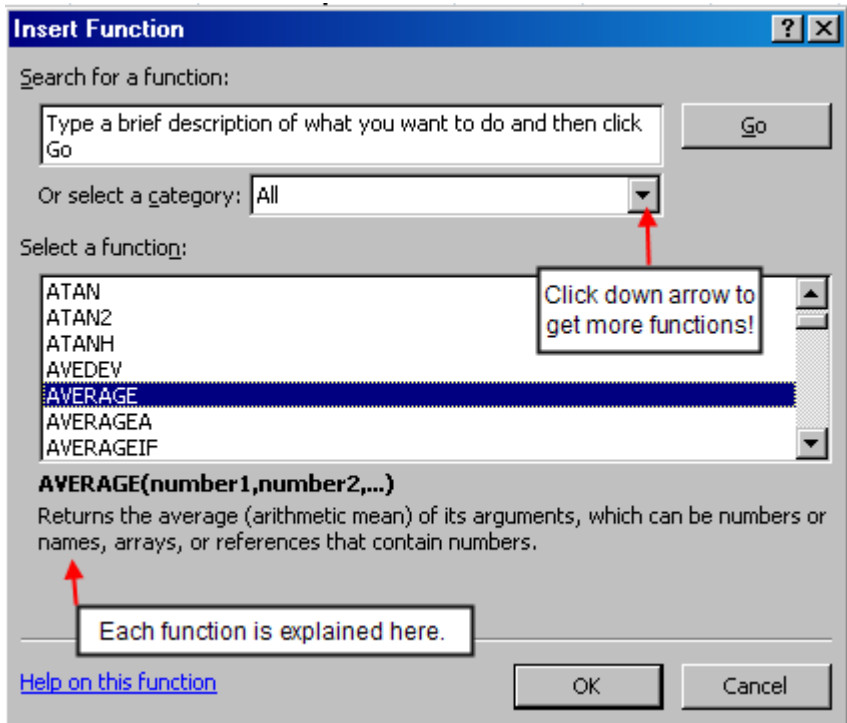 Insert Function
Search for a function:
Type a brief description of what you want to do and then click
Go
Go
Or select a category: All
Select a function:
Click down arrow to
get more functions!
ATAN
ATAN2
ATANH
AVEDEV
AVERAGE
AVERAGEA
AVERAGEIF
AVERAGE(number1,number2,...)
Returns the average (arithmetic mean) of its arguments, which can be numbers or
names, arrays, or references that contain numbers.
Each function is explained here.
Help on this function
OK
Cancel